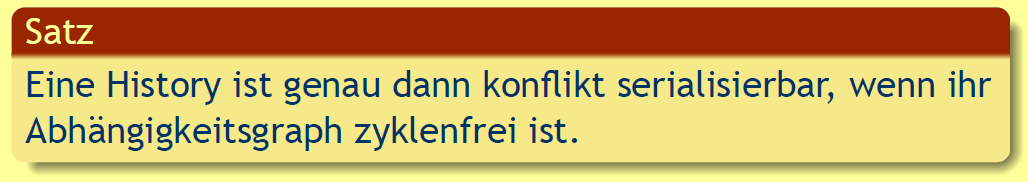 Satz
Eine History ist genau dann konflikt serialisierbar, wenn ihr
Abhängigkeitsgraph zyklenfrei ist.